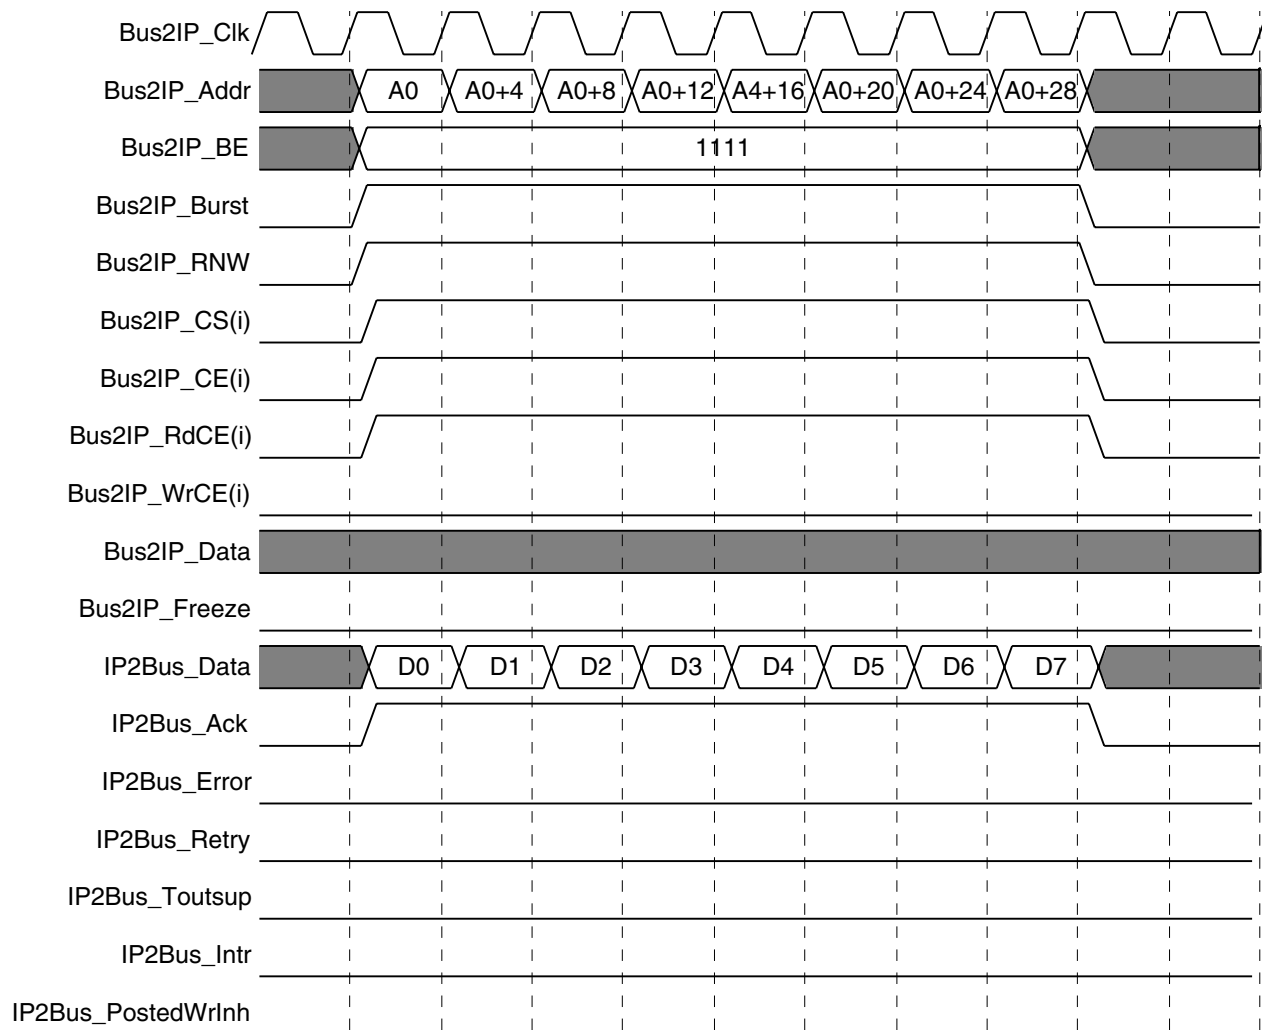 Bus2IP_Clk
Bus2IP_Addr A0 A0+4 A0+8 A0+12 A4+16 A0+20 A0+24 A0+28
Bus2IP_BE 1111
Bus2IP_Burst
Bus2IP_RNW
Bus2IP_CS(i)
Bus2IP_CE(i)
Bus2IP_RdCE(i)
Bus2IP_WrCE(i)
Bus2IP_Data
Bus2IP_Freeze
IP2Bus_Data D0 D1 D2 D3 D4 D5 D6 D7
IP2Bus_Ack
IP2Bus_Error
IP2Bus_Retry
IP2Bus_Toutsup
IP2Bus_Intr
IP2Bus_PostedWrInh